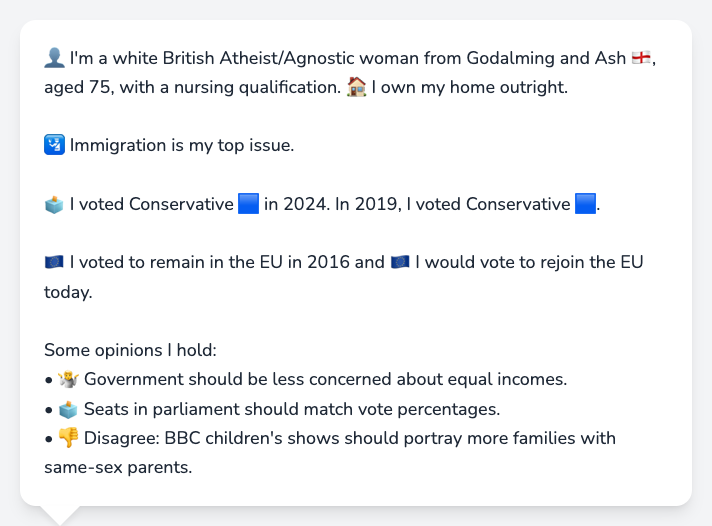 👤 I'm a white British Atheist/Agnostic woman from Godalming and Ash 🏴󠁧󠁢󠁥󠁮󠁧󠁿,
aged 75, with a nursing qualification. 🏠 I own my home outright.
🛂 Immigration is my top issue.
🗳️ I voted Conservative 🟦 in 2024. In 2019, I voted Conservative 🟦.
🇪🇺 I voted to remain in the EU in 2016 and 🇪🇺 I would vote to rejoin the EU
today.
Some opinions I hold:
• 🤷 Government should be less concerned about equal incomes.
• 🗳️ Seats in parliament should match vote percentages.
• 👎 Disagree: BBC children's shows should portray more families with
same-sex parents.